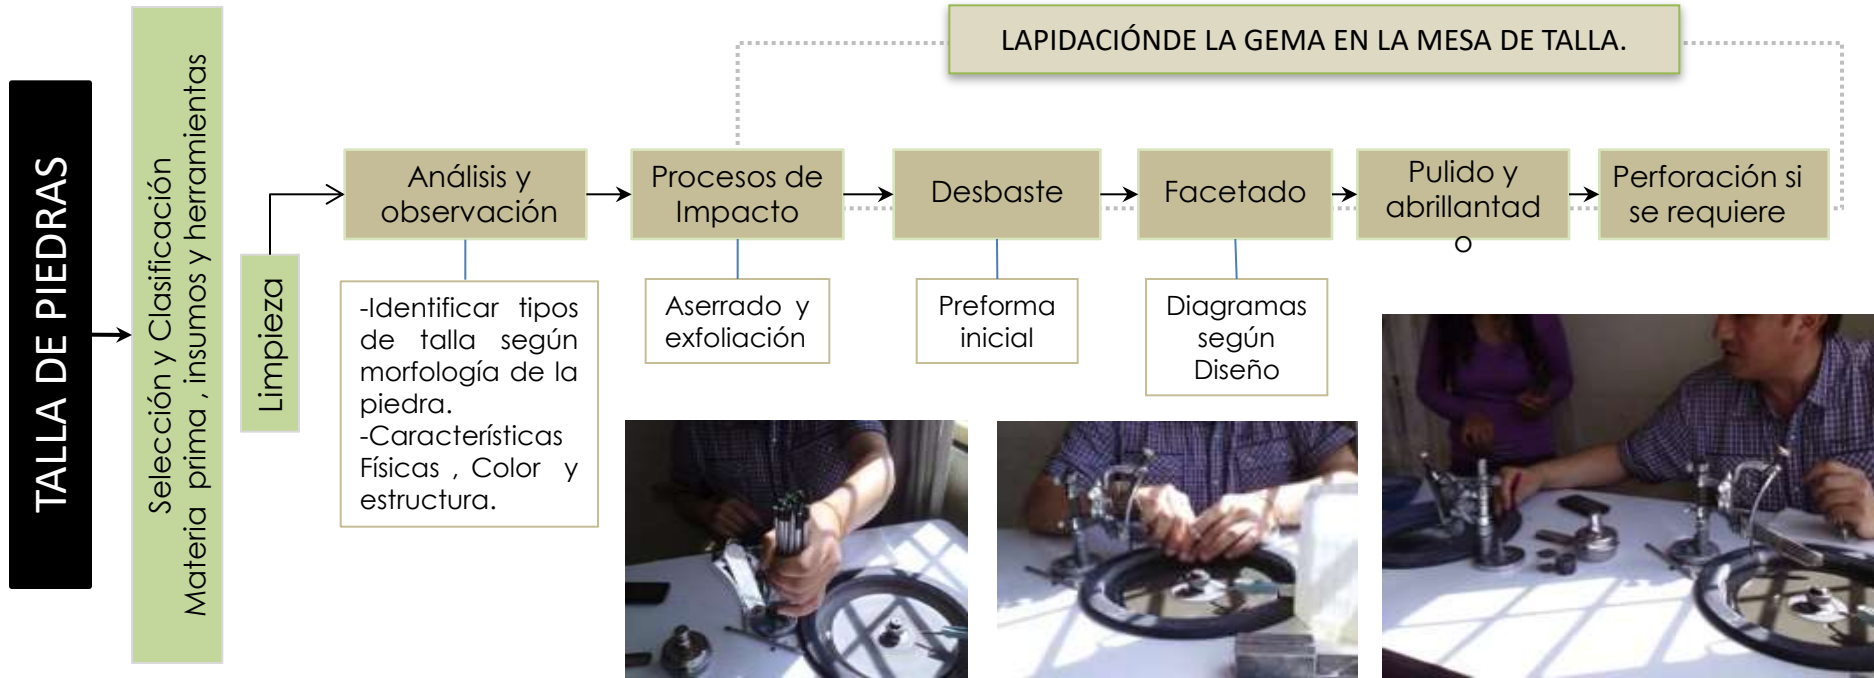 TALLA DE PIEDRAS
Selección y Clasificación
Materia prima , insumos y herramientas
Limpieza
LAPIDACIÓNDE LA GEMA EN LA MESA DE TALLA.
Análisis y
observación
-Identificar tipos
de talla según
morfología de la
piedra.
-Características
Físicas , Color y
estructura.
Procesos de
Impacto
Aserrado y
exfoliación
Desbaste
Preforma
inicial
Facetado
Diagramas
según
Diseño
Pulido y
abrillantad
o
Perforación si
se requiere